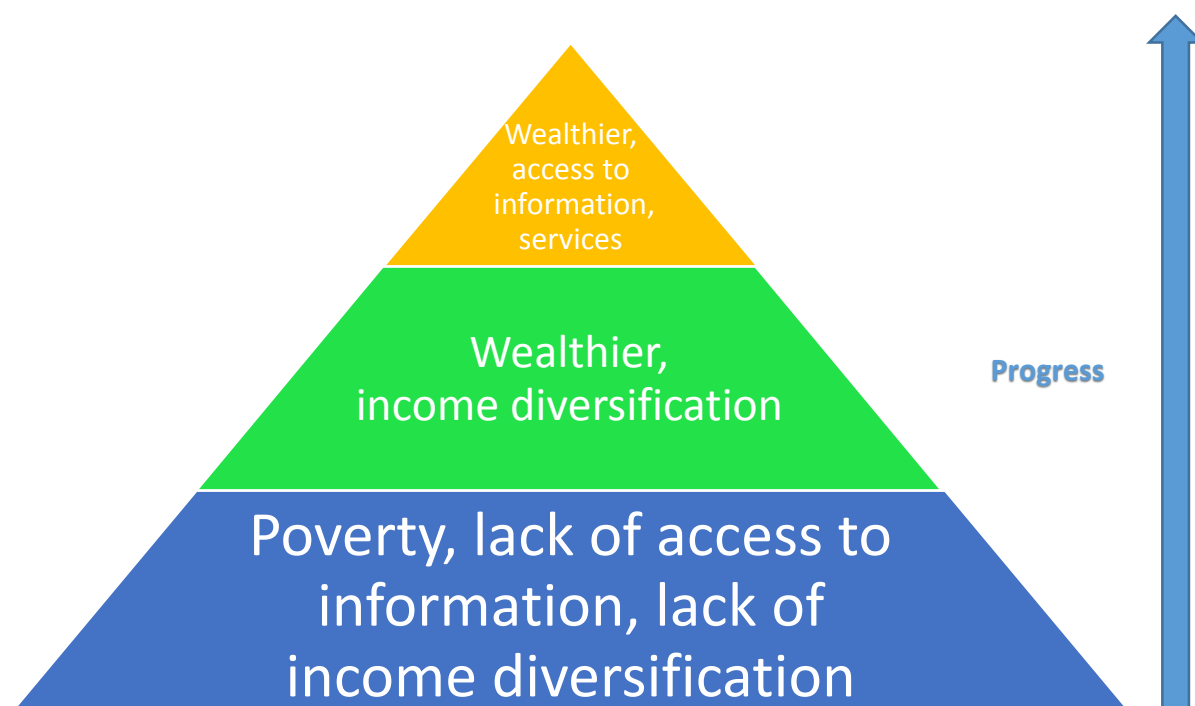 Wealthier,
access to
information,
services
Wealthier,
income diversification
Progress
Poverty, lack of access to
information, lack of
income diversification